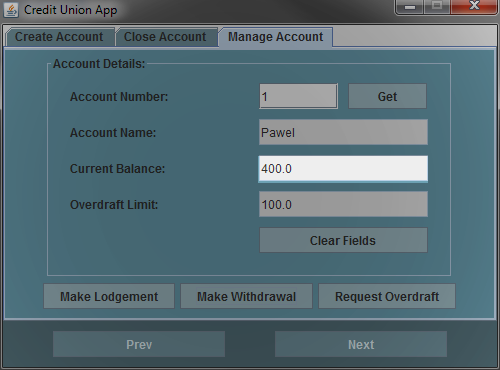 Credit Union App
Create Account Close Account Manage Account
Account Details:
Account Number: 1 Get
Account Name: Pawel
Current Balance: 400.0
Overdraft Limit: 100.0
Clear Fields
Make Lodgement Make Withdrawal Request Overdraft
Prev Next